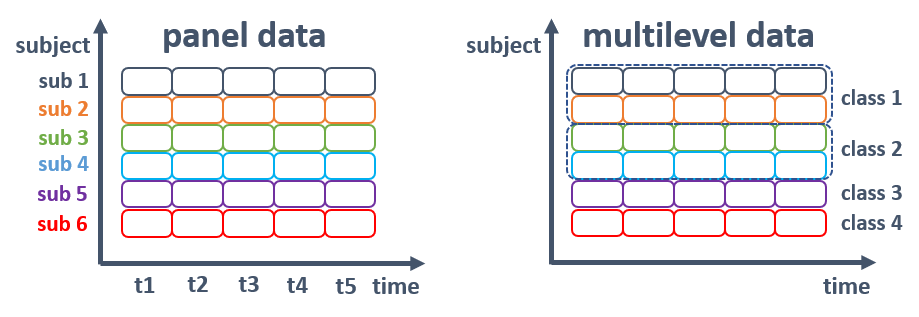 panel data
subject
sub 1
sub 2
sub 3
sub 4
sub 5
sub 6
t1 t2 t3 t4 t5 time
multilevel data
subject
class 1
class 2
class 3
class 4
time